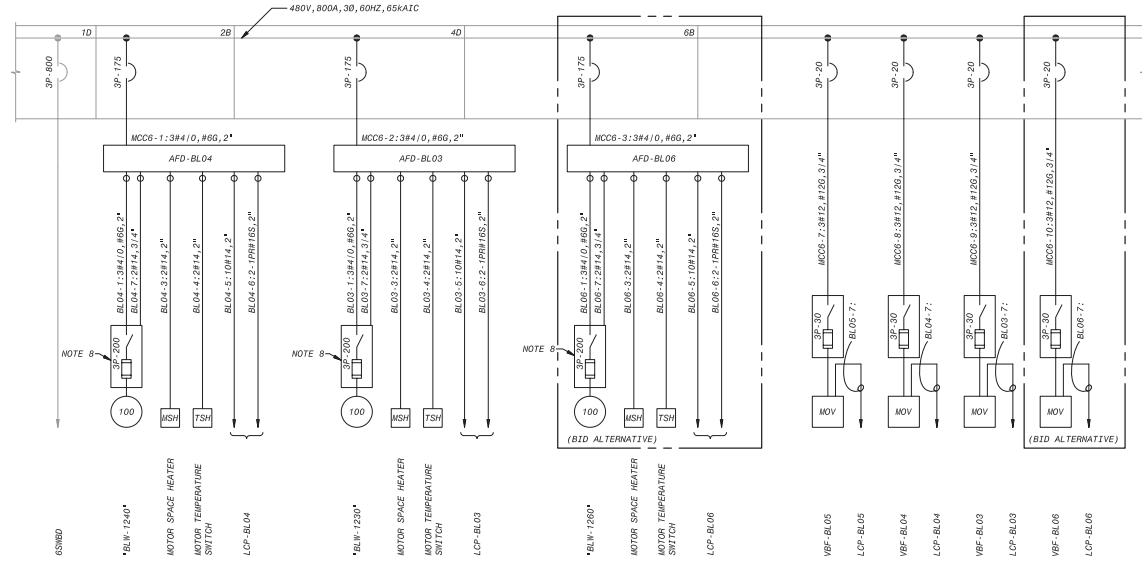 480V,800A,3Ø,60HZ,65kAIC
1D
2B
4D
6B
3P-800
3P-175
3P-175
3P-175
3P-20
3P-20
3P-20
3P-20
MCC6-1:3#4/0,#6G,2"
MCC6-2:3#4/0,#6G,2"
MCC6-3:3#4/0,#6G,2"
AFD-BL04
AFD-BL03
AFD-BL06
MCC6-7:3#12,#12G,3/4"
MCC6-8:3#12,#12G,3/4"
MCC6-9:3#12,#12G,3/4"
MCC6-10:3#12,#12G,3/4"
BL04-1:3#4/0,#6G,2"
BL04-7:2#14,3/4"
BL04-3:2#14,2"
BL04-4:2#14,2"
BL04-5:10#14,2"
BL04-6:2-1PR#16S,2"
BL03-1:3#4/0,#6G,2"
BL03-7:2#14,3/4"
BL03-3:2#14,2"
BL03-4:2#14,2"
BL03-5:10#14,2"
BL03-6:2-1PR#16S,2"
BL06-1:3#4/0,#6G,2"
BL06-7:2#14,3/4"
BL06-3:2#14,2"
BL06-4:2#14,2"
BL06-5:10#14,2"
BL06-6:2-1PR#16S,2"
NOTE 8
3P-200
NOTE 8
3P-200
NOTE 8
3P-200
3P-30
BL05-7:
3P-30
BL04-7:
3P-30
BL03-7:
3P-30
BL06-7:
100
MSH
TSH
100
MSH
TSH
100
MSH
TSH
MOV
MOV
MOV
MOV
(BID ALTERNATIVE)
(BID ALTERNATIVE)
6SWBD
"BLW-1240"
MOTOR SPACE HEATER
MOTOR TEMPERATURE
SWITCH
LCP-BL04
"BLW-1230"
MOTOR SPACE HEATER
MOTOR TEMPERATURE
SWITCH
LCP-BL03
"BLW-1260"
MOTOR SPACE HEATER
MOTOR TEMPERATURE
SWITCH
LCP-BL06
VBF-BL05
LCP-BL05
VBF-BL04
LCP-BL04
VBF-BL03
LCP-BL03
VBF-BL06
LCP-BL06